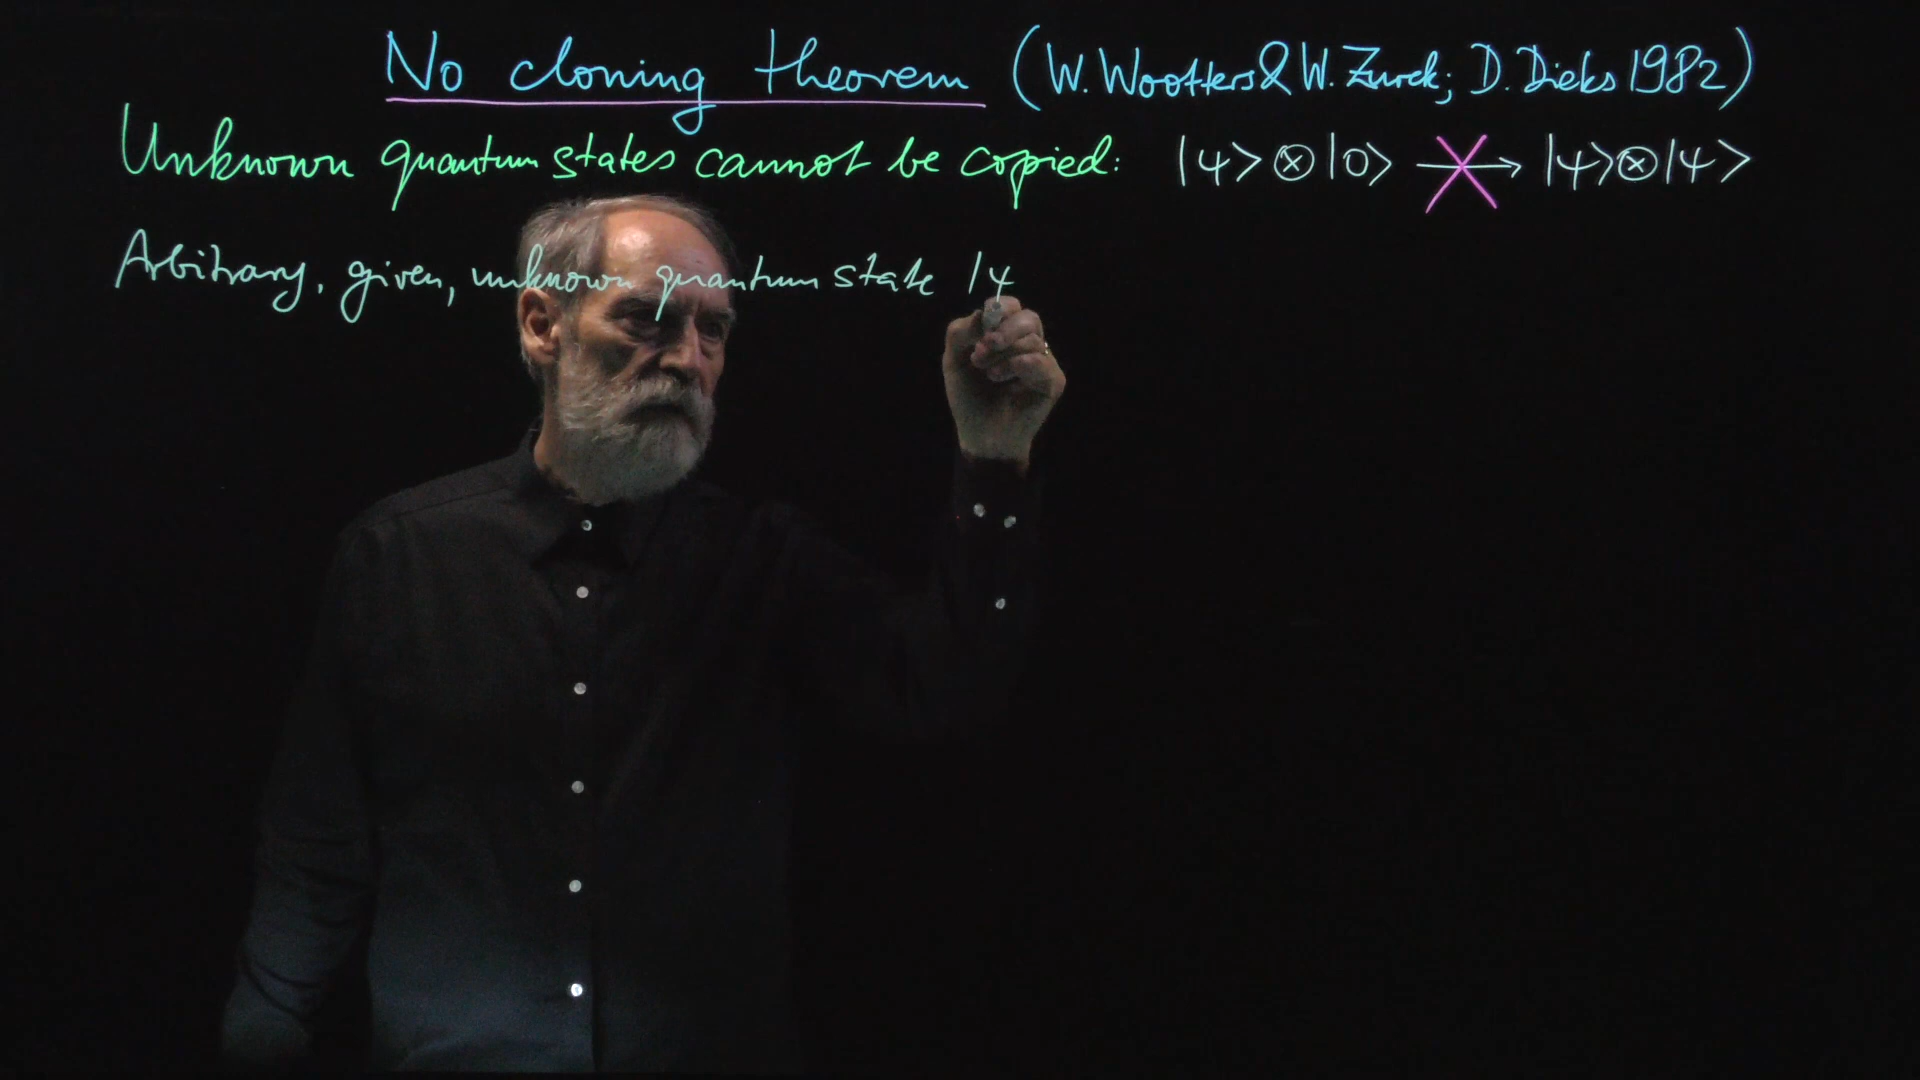 No cloning theorem (W. Wootters & W. Zurek; D. Dieks 1982)
Unknown quantum states cannot be copied: |ψ>⊗|0> → |ψ>⊗|ψ>
Arbitrary, given, unknown quantum state |ψ